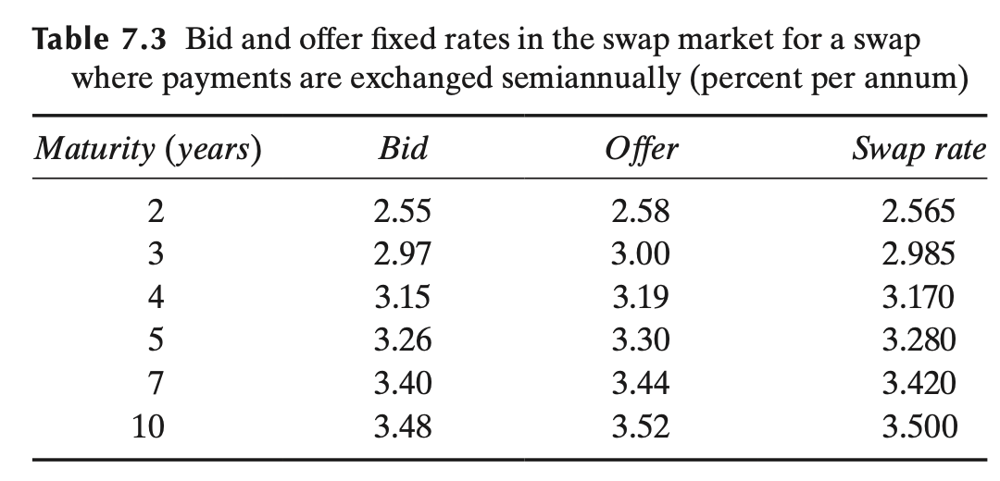 Table 7.3 Bid and offer fixed rates in the swap market for a swap
where payments are exchanged semiannually (percent per annum)
Maturity (years) Bid Offer Swap rate
2 2.55 2.58 2.565
3 2.97 3.00 2.985
4 3.15 3.19 3.170
5 3.26 3.30 3.280
7 3.40 3.44 3.420
10 3.48 3.52 3.500